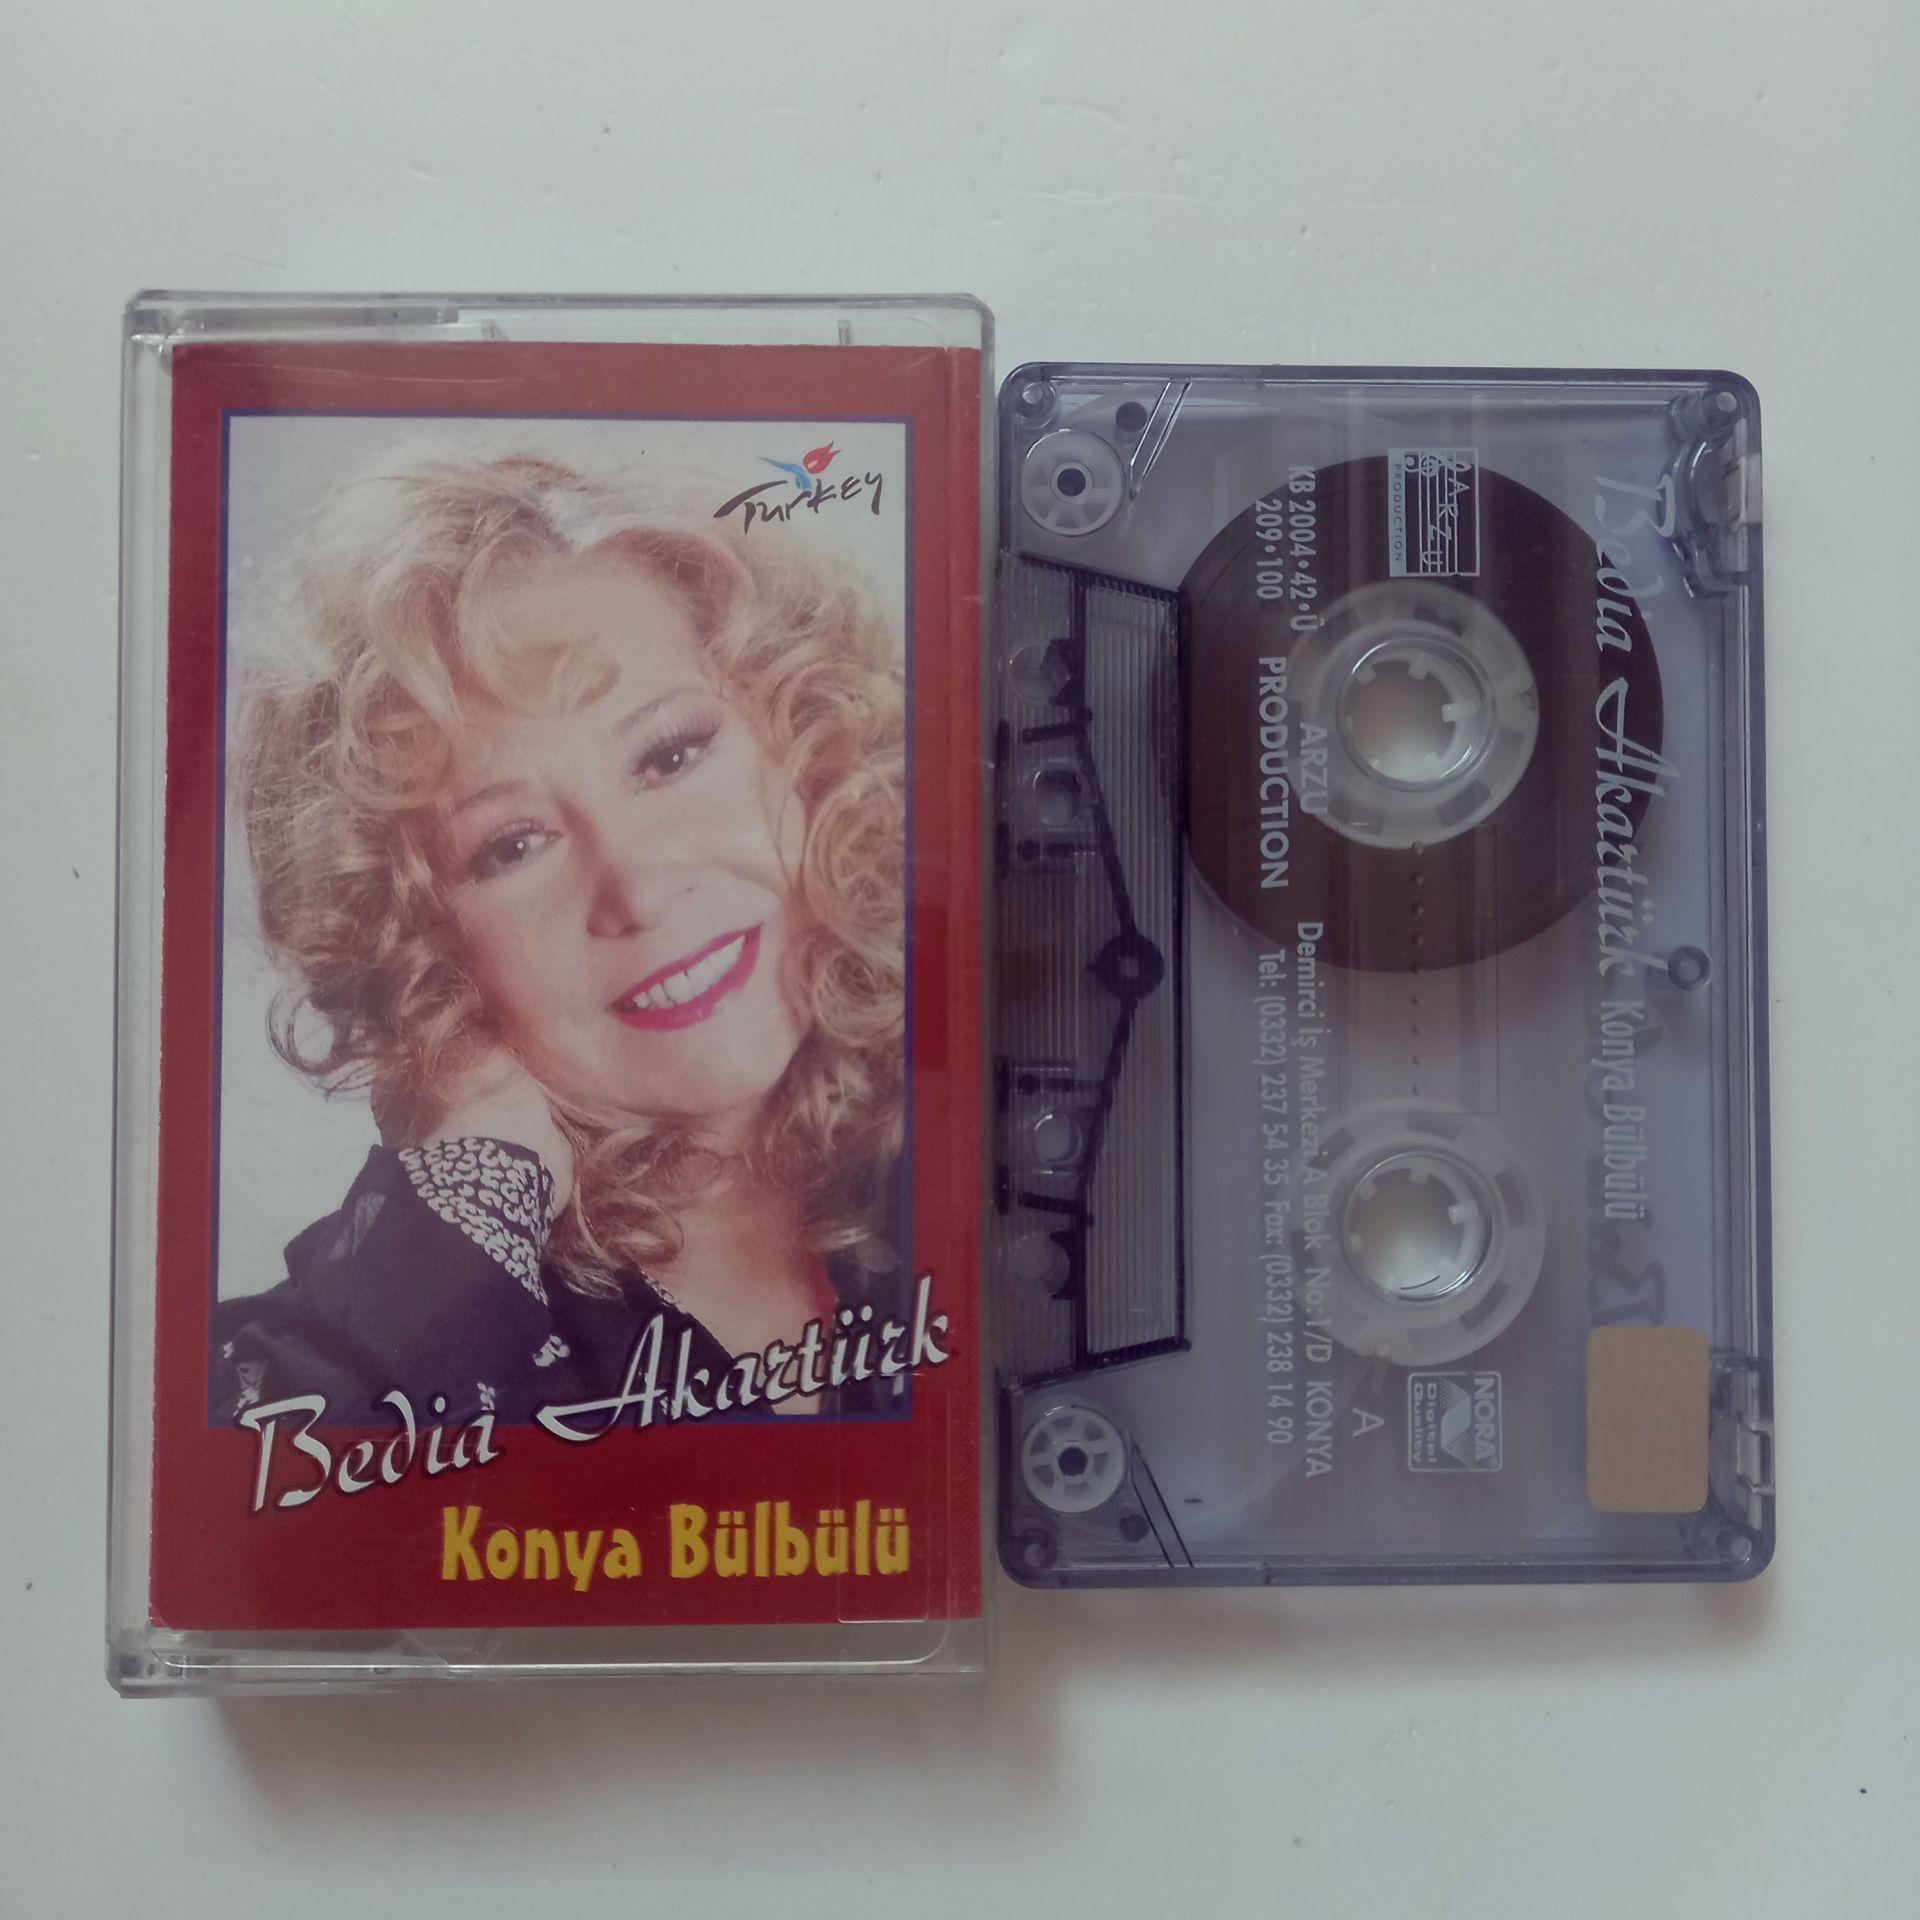 Turkey
Bedia Akartürk
Konya Bülbülü
Bedia Akartürk Konya Bülbülü
ARZU
PRODUCTION
NORA
Digital
Quality
A
KB 2004•42•Ü ARZU Demirci İş Merkezi A Blok No:1/D KONYA
209•100 PRODUCTION Tel: (0332) 237 54 35 Fax: (0332) 238 14 90